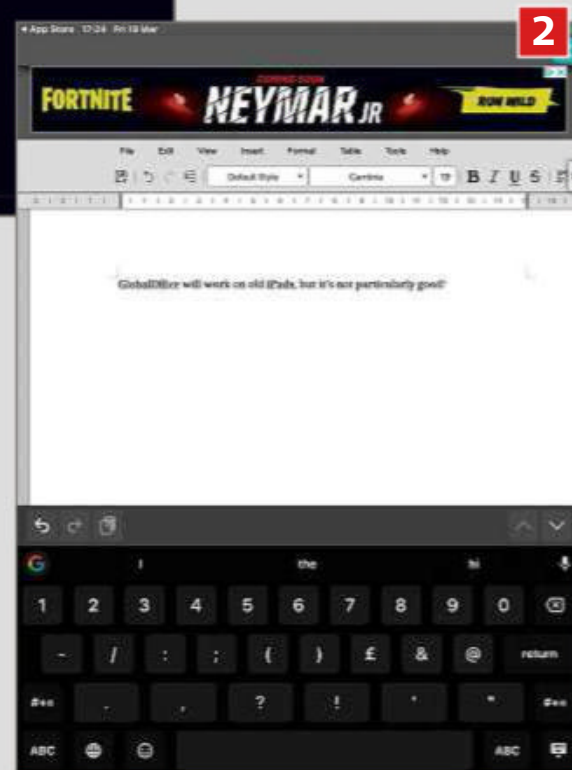 App Store 17:24 Fri 19 Mar
2
FORTNITE COMING SOON NEYMAR JR RUN WILD
File Edit View Insert Format Table Tools Help
Default Style Cambria B I U S
GlobalOffice will work on old iPads, but it's not particularly good!
G I the hi
1 2 3 4 5 6 7 8 9 0
- / : ; ( ) £ & @ return
#+= . , ? ! ' " #+=
ABC ABC